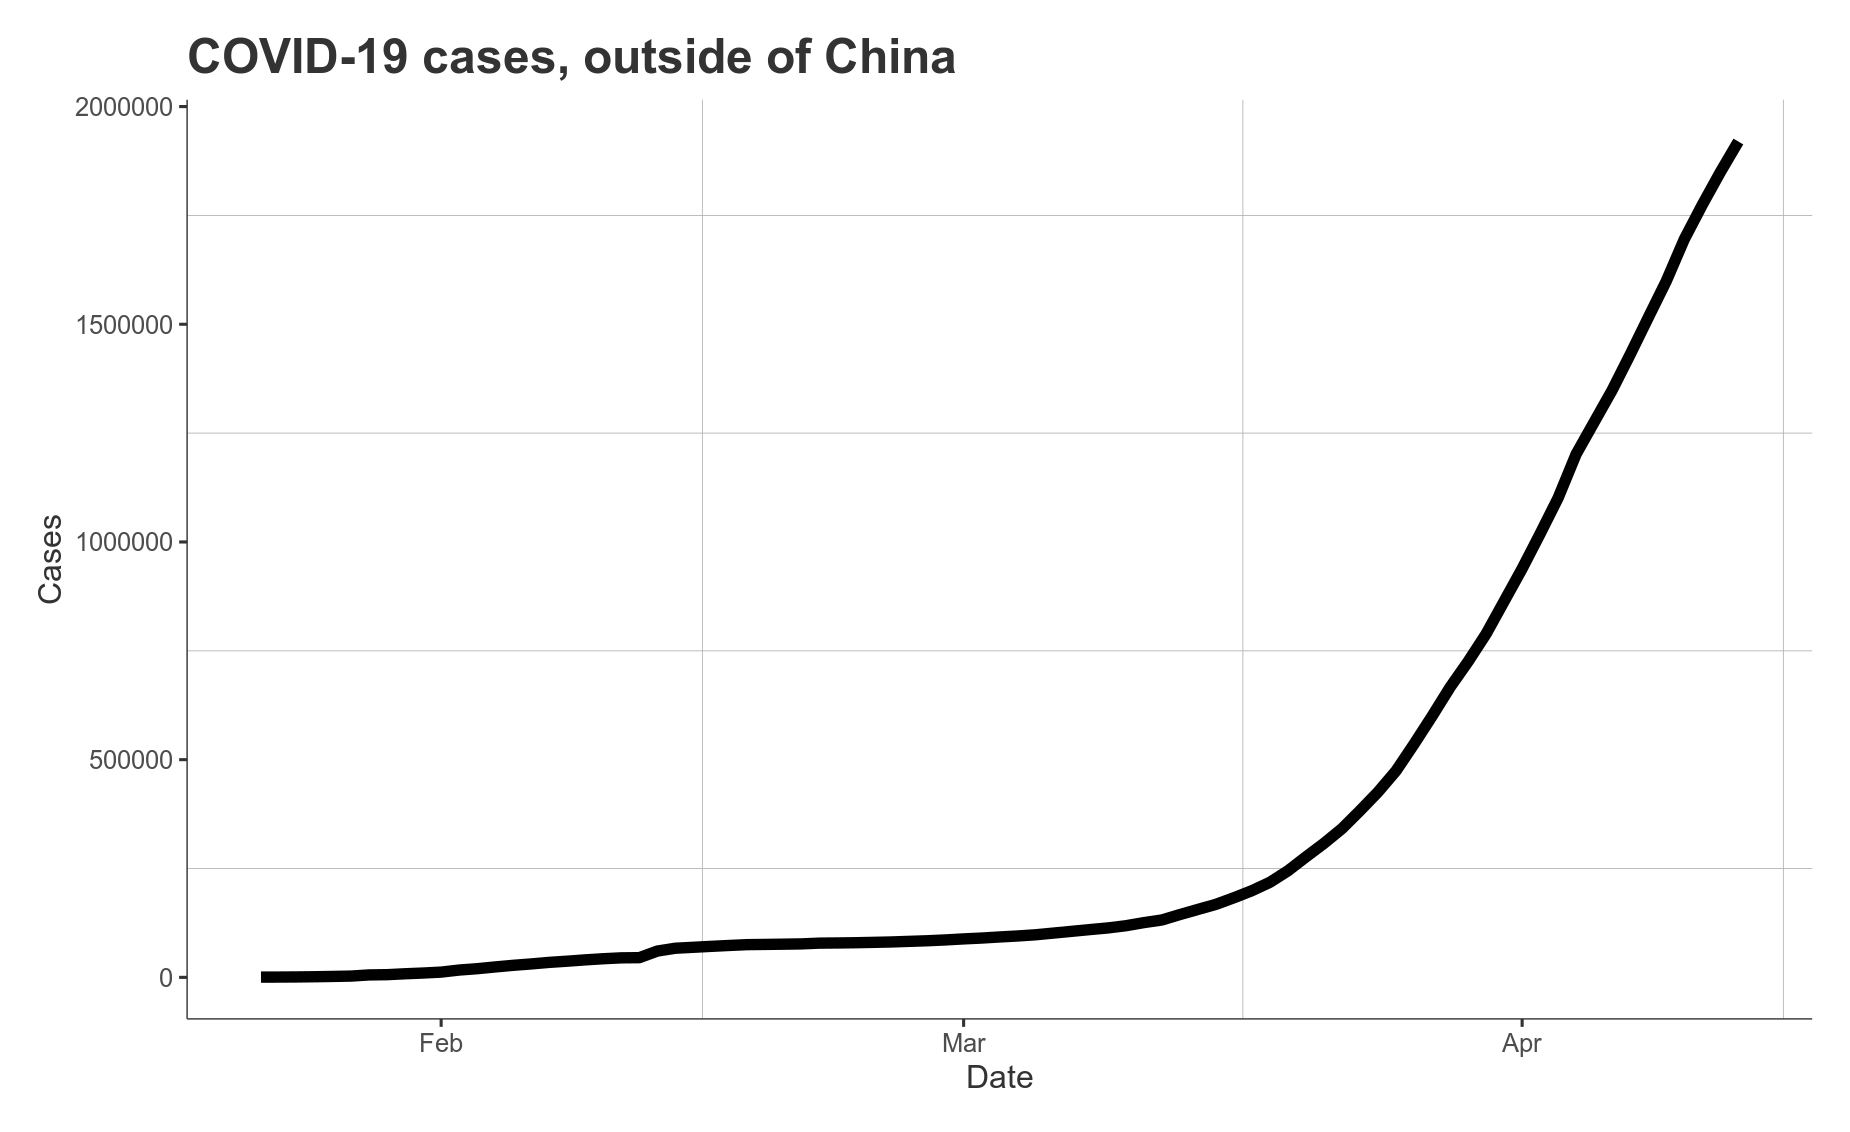 COVID-19 cases, outside of China
2000000
1500000
1000000
500000
0
Cases
Feb
Mar
Apr
Date